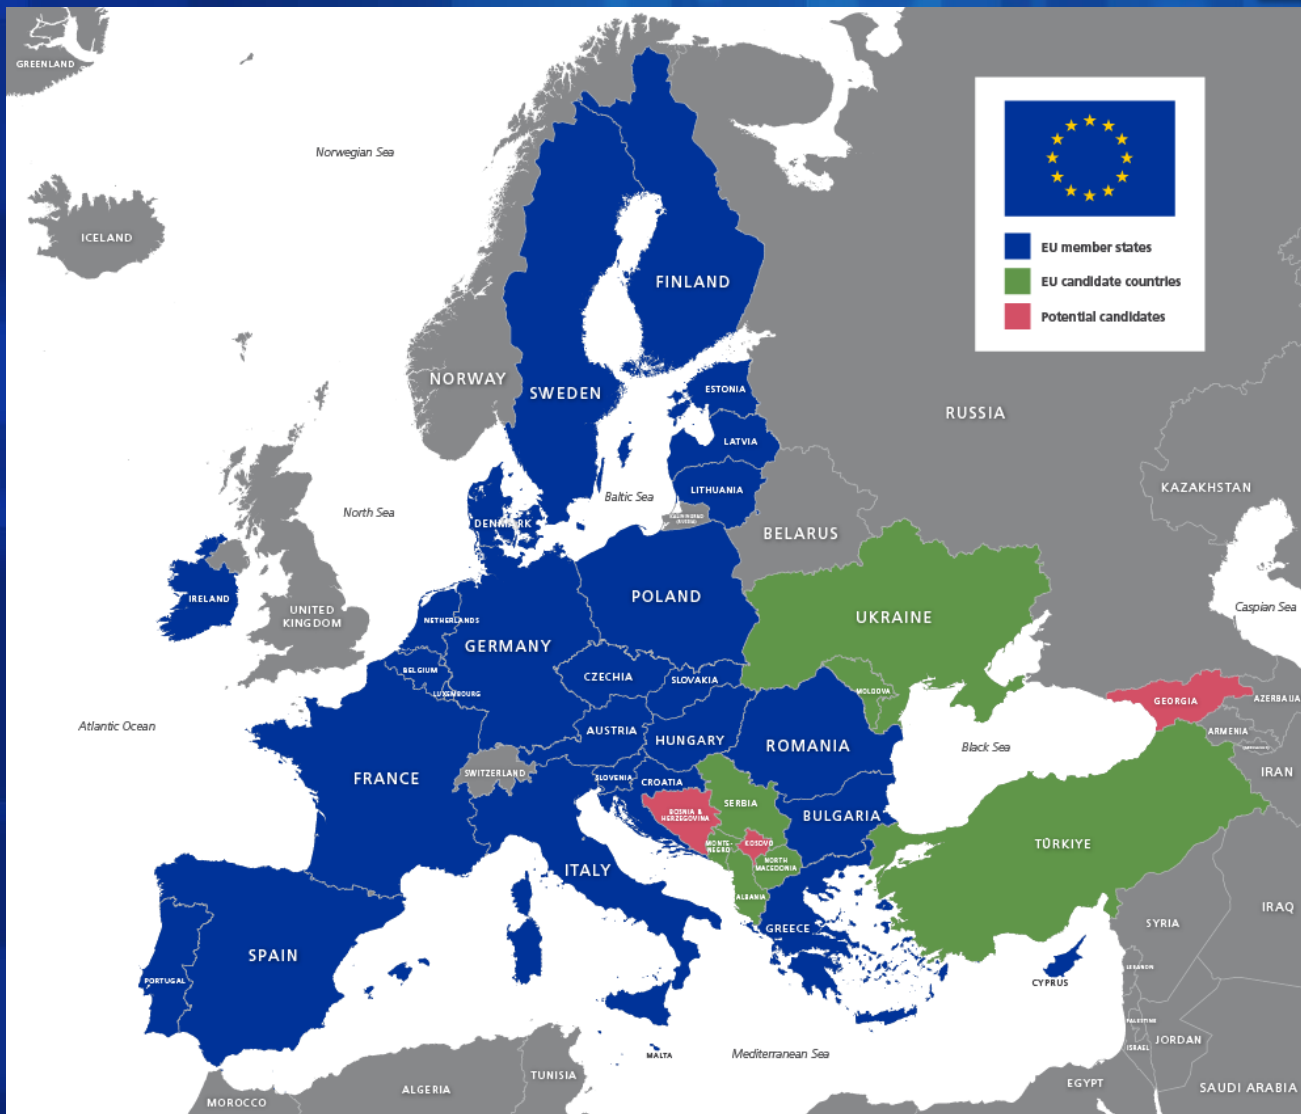 GREENLAND
Norwegian Sea
ICELAND
EU member states
EU candidate countries
Potential candidates
FINLAND
NORWAY
SWEDEN
ESTONIA
RUSSIA
LATVIA
KAZAKHSTAN
LITHUANIA
Baltic Sea
North Sea
DENMARK
BELARUS
IRELAND
UNITED
KINGDOM
POLAND
UKRAINE
Caspian Sea
NETHERLANDS
GERMANY
BELGIUM
LUXEMBOURG
CZECHIA
SLOVAKIA
MOLDOVA
GEORGIA
AZERBAIJA
Atlantic Ocean
AUSTRIA
HUNGARY
ROMANIA
Black Sea
ARMENIA
FRANCE
SWITZERLAND
SLOVENIA
CROATIA
IRAN
BOSNIA &
HERZEGOVINA
SERBIA
BULGARIA
MONTE-
NEGRO
KOSOVO
TÜRKIYE
NORTH
MACEDONIA
ITALY
ALBANIA
IRAQ
SYRIA
GREECE
SPAIN
PORTUGAL
CYPRUS
LEBANON
PALESTINE
ISRAEL
JORDAN
MALTA
Mediterranean Sea
TUNISIA
ALGERIA
MOROCCO
EGYPT
SAUDI ARABIA